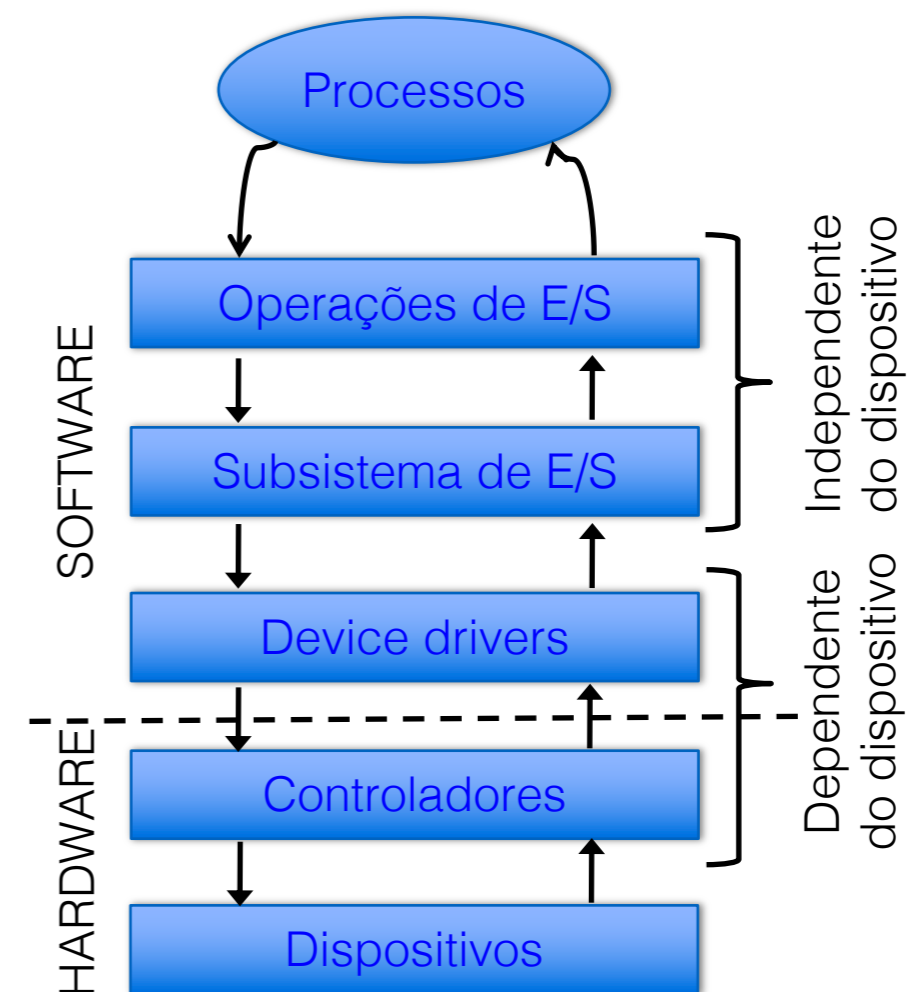 Processos
Operações de E/S
Subsistema de E/S
Device drivers
Controladores
Dispositivos
SOFTWARE
HARDWARE
Independente
do dispositivo
Dependente
do dispositivo